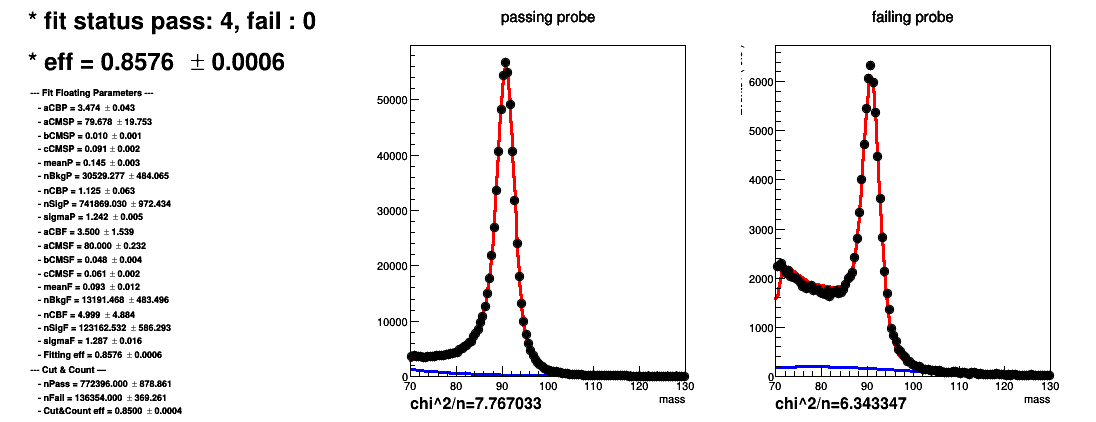 * fit status pass: 4, fail : 0
* eff = 0.8576 ± 0.0006
--- Fit Floating Parameters ---
- aCBP = 3.474 ± 0.043
- aCMSP = 79.678 ± 19.753
- bCMSP = 0.010 ± 0.001
- cCMSP = 0.091 ± 0.002
- meanP = 0.145 ± 0.003
- nBkgP = 30529.277 ± 484.065
- nCBP = 1.125 ± 0.063
- nSigP = 741869.030 ± 972.434
- sigmaP = 1.242 ± 0.005
- aCBF = 3.500 ± 1.539
- aCMSF = 80.000 ± 0.232
- bCMSF = 0.048 ± 0.004
- cCMSF = 0.061 ± 0.002
- meanF = 0.093 ± 0.012
- nBkgF = 13191.468 ± 483.496
- nCBF = 4.999 ± 4.884
- nSigF = 123162.532 ± 586.293
- sigmaF = 1.287 ± 0.016
- Fitting eff = 0.8576 ± 0.0006
--- Cut & Count ---
- nPass = 772396.000 ± 878.861
- nFail = 136354.000 ± 369.261
- Cut&Count eff = 0.8500 ± 0.0004
passing probe
50000
40000
30000
20000
10000
0
70 80 90 100 110 120 130
mass
chi^2/n=7.767033
failing probe
6000
5000
4000
3000
2000
1000
0
70 80 90 100 110 120 130
mass
chi^2/n=6.343347